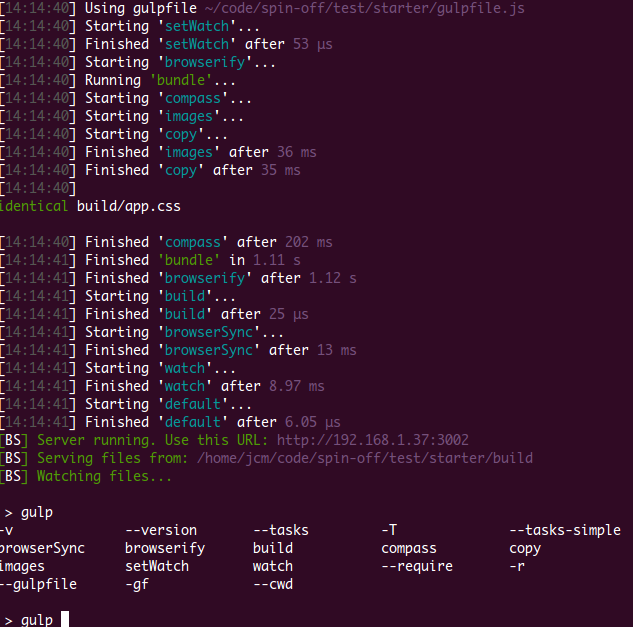 [14:14:40] Using gulpfile ~/code/spin-off/test/starter/gulpfile.js
[14:14:40] Starting 'setWatch'...
[14:14:40] Finished 'setWatch' after 53 μs
[14:14:40] Starting 'browserify'...
[14:14:40] Running 'bundle'...
[14:14:40] Starting 'compass'...
[14:14:40] Starting 'images'...
[14:14:40] Starting 'copy'...
[14:14:40] Finished 'images' after 36 ms
[14:14:40] Finished 'copy' after 35 ms
[14:14:40]
identical build/app.css
[14:14:40] Finished 'compass' after 202 ms
[14:14:41] Finished 'bundle' in 1.11 s
[14:14:41] Finished 'browserify' after 1.12 s
[14:14:41] Starting 'build'...
[14:14:41] Finished 'build' after 25 μs
[14:14:41] Starting 'browserSync'...
[14:14:41] Finished 'browserSync' after 13 ms
[14:14:41] Starting 'watch'...
[14:14:41] Finished 'watch' after 8.97 ms
[14:14:41] Starting 'default'...
[14:14:41] Finished 'default' after 6.05 μs
[BS] Server running. Use this URL: http://192.168.1.37:3002
[BS] Serving files from: /home/jcm/code/spin-off/test/starter/build
[BS] Watching files...
> gulp
-v --version --tasks -T --tasks-simple
browserSync browserify build compass copy
images setWatch watch --require -r
--gulpfile -gf --cwd
> gulp